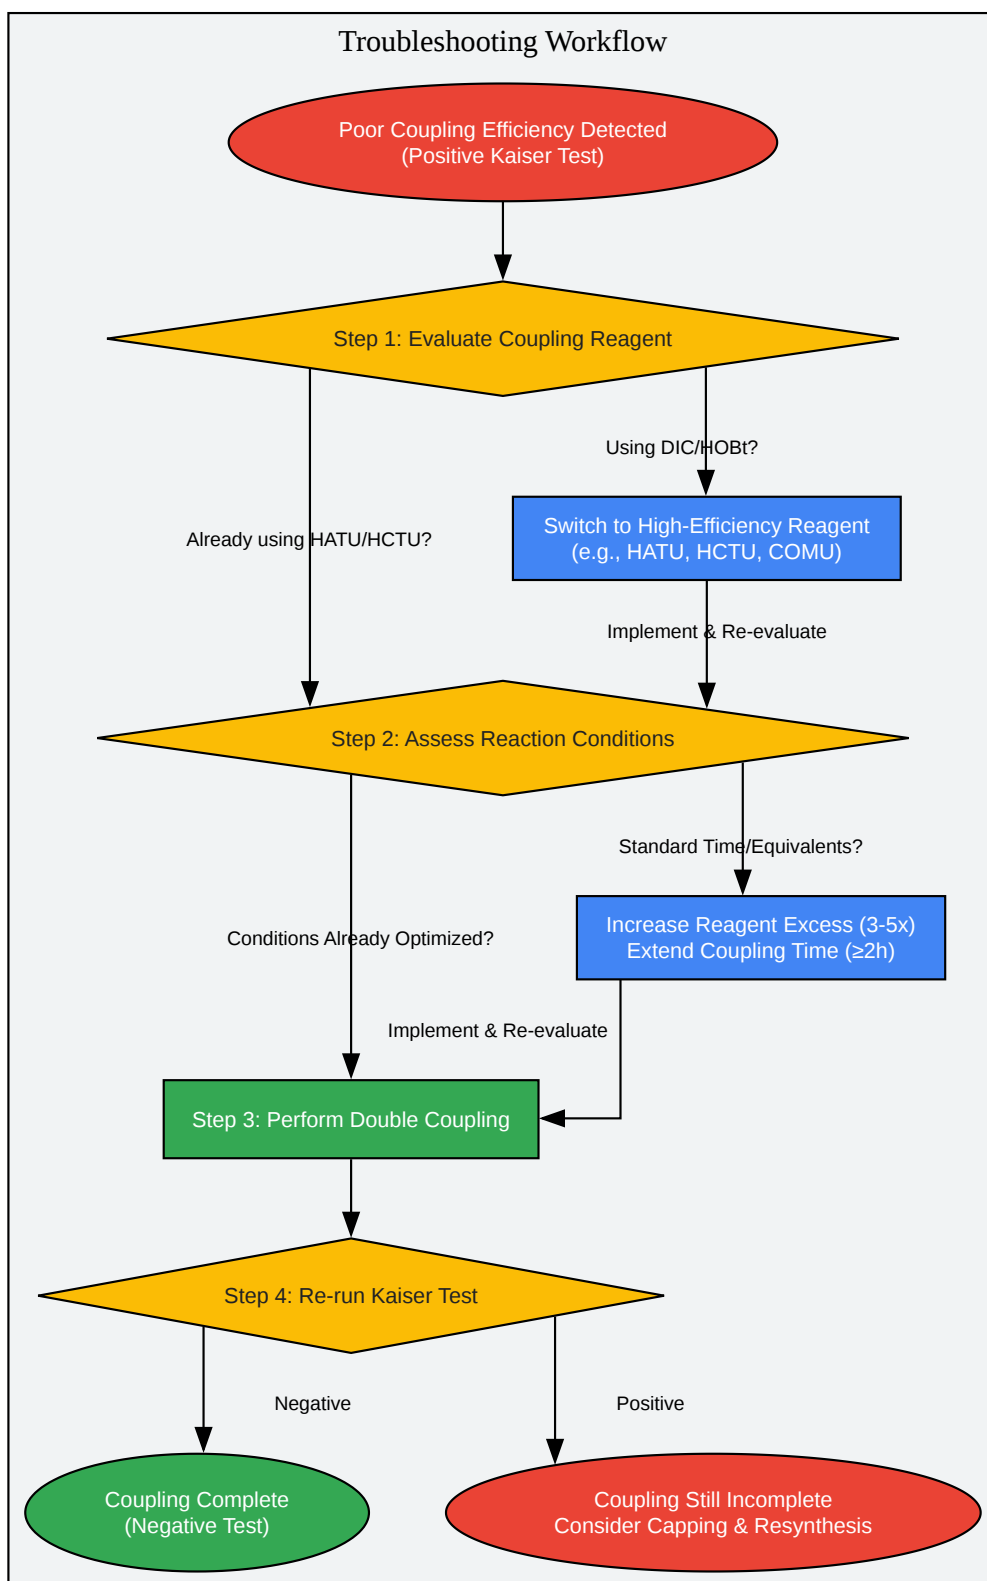 Troubleshooting Workflow
Poor Coupling Efficiency Detected
(Positive Kaiser Test)
Step 1: Evaluate Coupling Reagent
Using DIC/HOBt?
Already using HATU/HCTU?
Switch to High-Efficiency Reagent
(e.g., HATU, HCTU, COMU)
Implement & Re-evaluate
Step 2: Assess Reaction Conditions
Standard Time/Equivalents?
Conditions Already Optimized?
Increase Reagent Excess (3-5x)
Extend Coupling Time (≥2h)
Implement & Re-evaluate
Step 3: Perform Double Coupling
Step 4: Re-run Kaiser Test
Negative
Positive
Coupling Complete
(Negative Test)
Coupling Still Incomplete
Consider Capping & Resynthesis